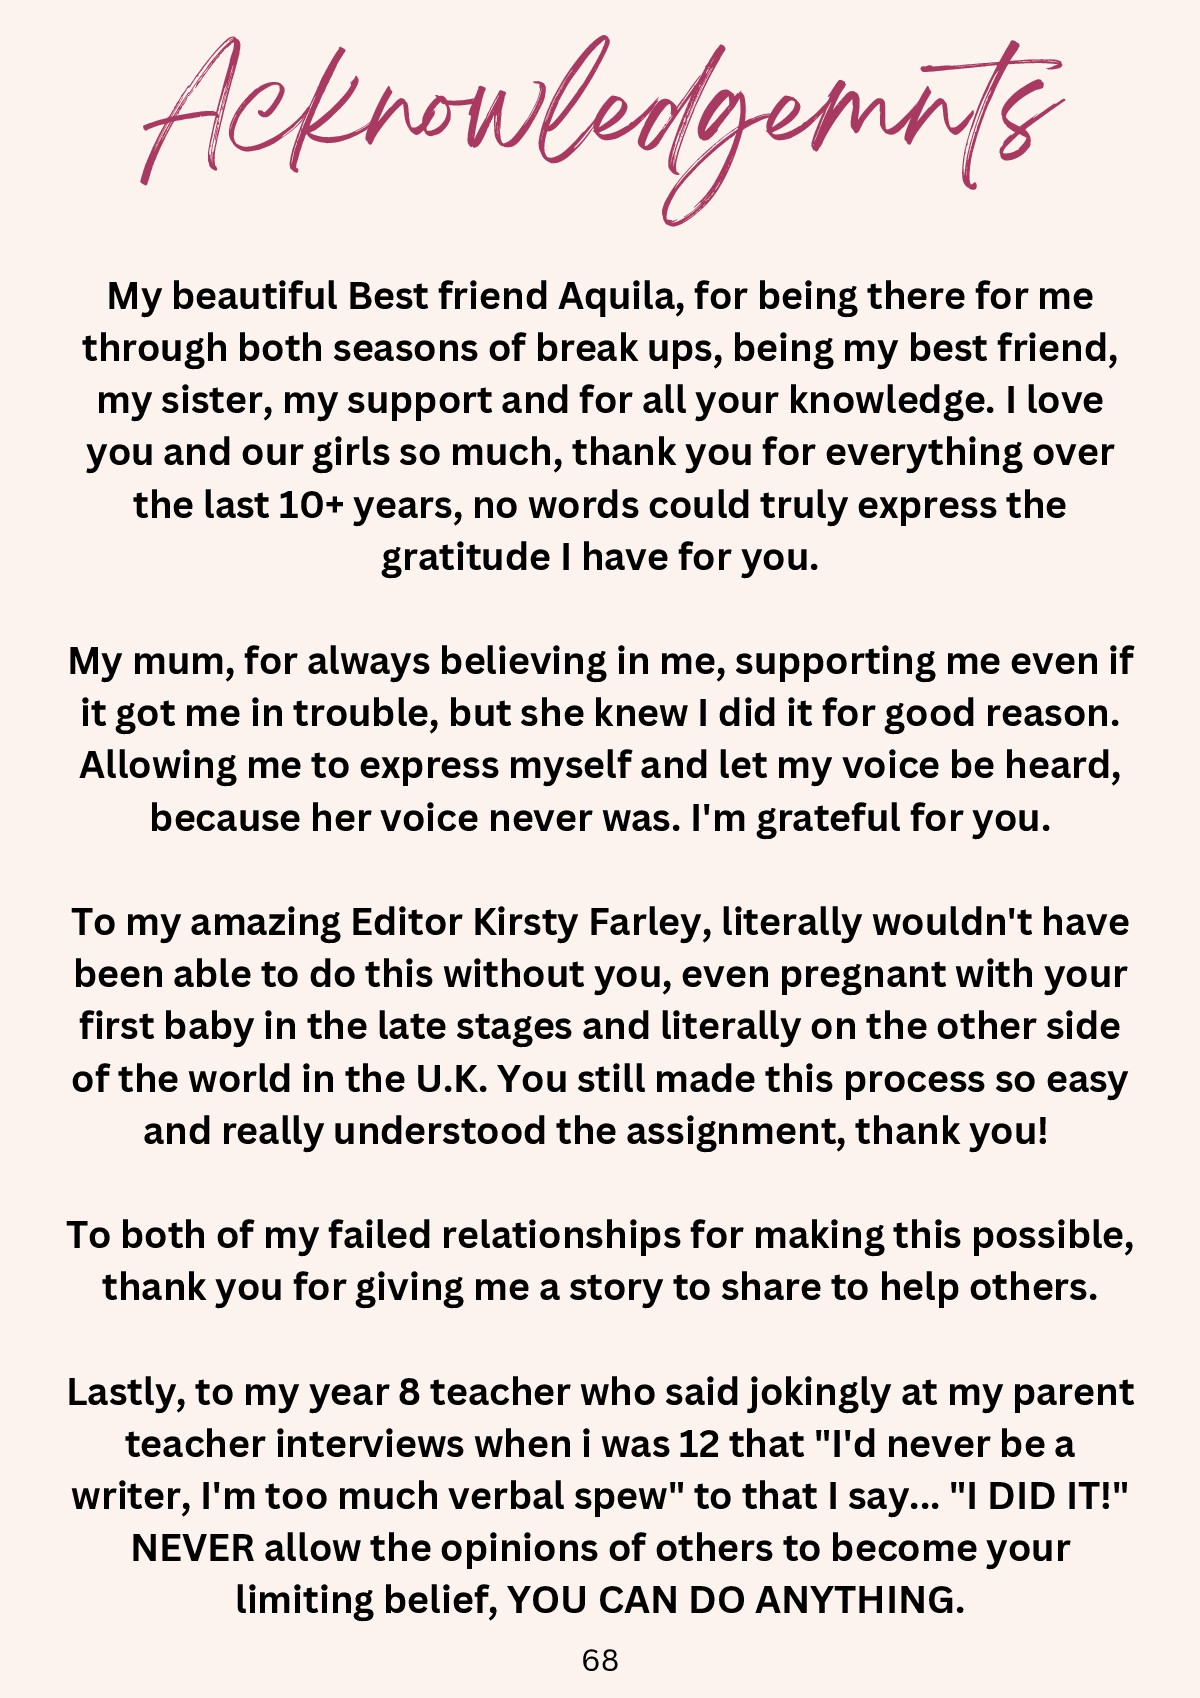 Acknowledgemnts
My beautiful Best friend Aquila, for being there for me
through both seasons of break ups, being my best friend,
my sister, my support and for all your knowledge. I love
you and our girls so much, thank you for everything over
the last 10+ years, no words could truly express the
gratitude I have for you.
My mum, for always believing in me, supporting me even if
it got me in trouble, but she knew I did it for good reason.
Allowing me to express myself and let my voice be heard,
because her voice never was. I'm grateful for you.
To my amazing Editor Kirsty Farley, literally wouldn't have
been able to do this without you, even pregnant with your
first baby in the late stages and literally on the other side
of the world in the U.K. You still made this process so easy
and really understood the assignment, thank you!
To both of my failed relationships for making this possible,
thank you for giving me a story to share to help others.
Lastly, to my year 8 teacher who said jokingly at my parent
teacher interviews when i was 12 that "I'd never be a
writer, I'm too much verbal spew" to that I say... "I DID IT!"
NEVER allow the opinions of others to become your
limiting belief, YOU CAN DO ANYTHING.
68